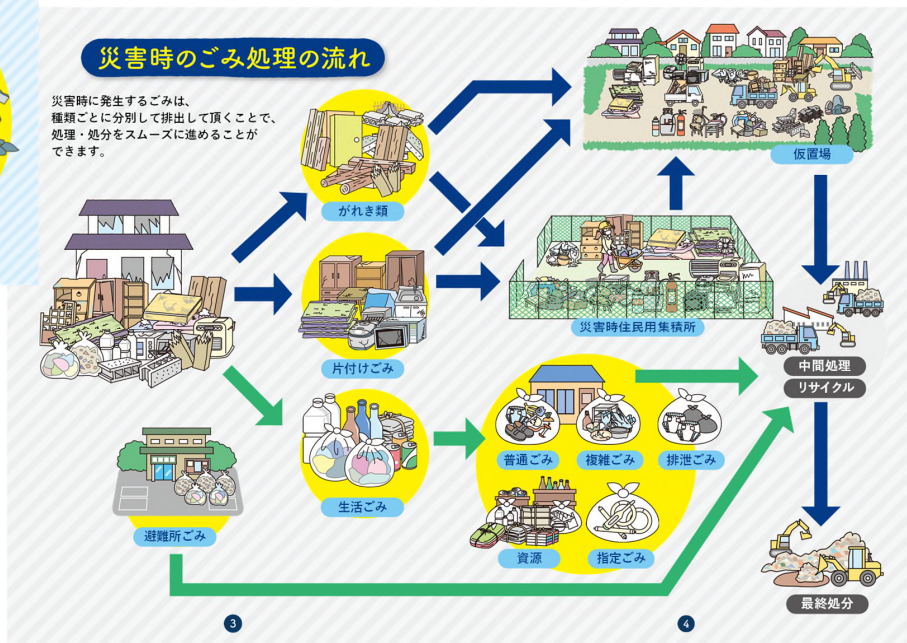 災害時のごみ処理の流れ
災害時に発生するごみは、
種類ごとに分別して排出して頂くことで、
処理・処分をスムーズに進めることが
できます。
がれき類
仮置場
片付けごみ
災害時住民用集積所
中間処理
リサイクル
生活ごみ
普通ごみ
複雑ごみ
排泄ごみ
避難所ごみ
資源
指定ごみ
最終処分
3
4